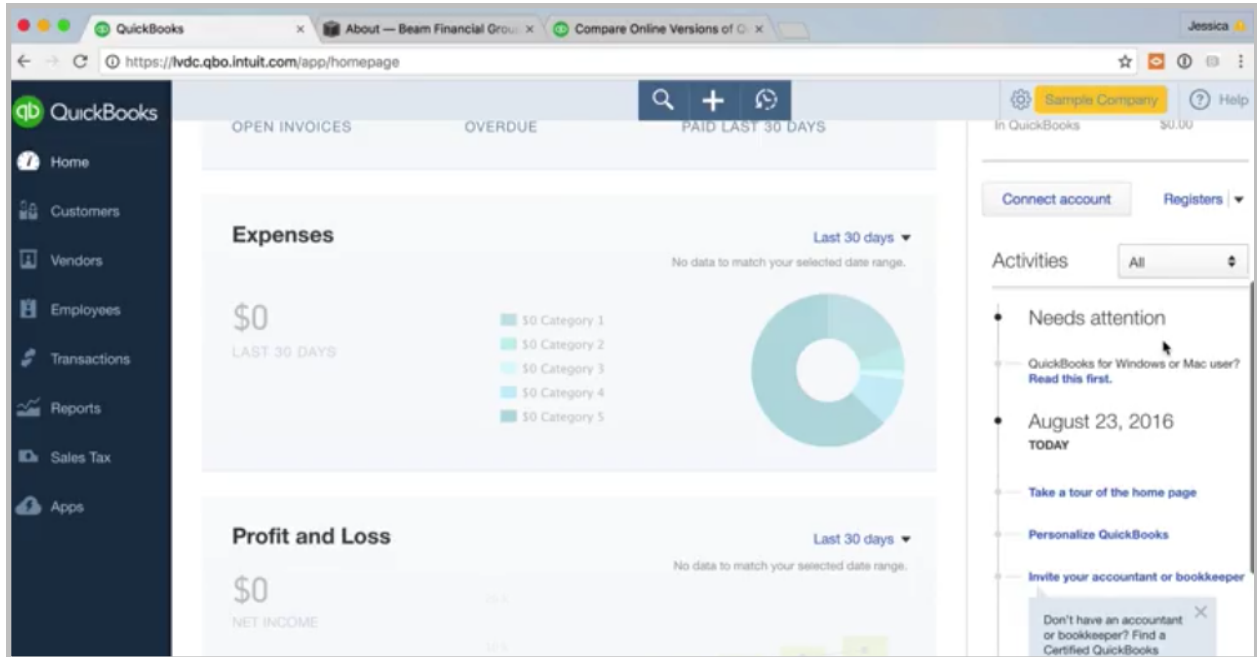 QuickBooks
About — Beam Financial Grou
Compare Online Versions of Q
Jessica
https://lvdc.qbo.intuit.com/app/homepage
qb QuickBooks
Sample Company
Help
Home
Customers
Vendors
Employees
Transactions
Reports
Sales Tax
Apps
OPEN INVOICES
OVERDUE
PAID LAST 30 DAYS
Expenses
Last 30 days
No data to match your selected date range.
$0
LAST 30 DAYS
$0 Category 1
$0 Category 2
$0 Category 3
$0 Category 4
$0 Category 5
Profit and Loss
Last 30 days
No data to match your selected date range.
$0
NET INCOME
In QuickBooks $0.00
Connect account
Registers
Activities
All
Needs attention
QuickBooks for Windows or Mac user?
Read this first.
August 23, 2016
TODAY
Take a tour of the home page
Personalize QuickBooks
Invite your accountant or bookkeeper
Don't have an accountant
or bookkeeper? Find a
Certified QuickBooks